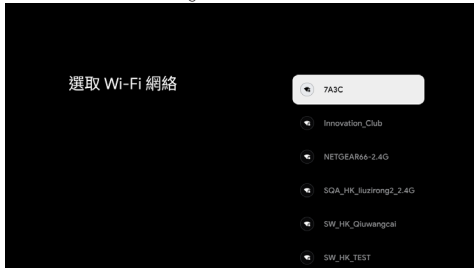 選取 Wi-Fi 網絡
7A3C
Innovation_Club
NETGEAR66-2.4G
SQA_HK_liuzirong2_2.4G
SW_HK_Qiuwangcai
SW_HK_TEST